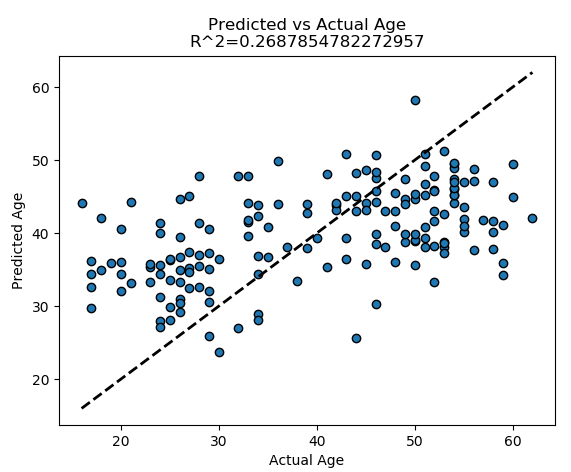 Predicted vs Actual Age
R^2=0.2687854782272957
60
50
40
30
20
Predicted Age
20 30 40 50 60
Actual Age